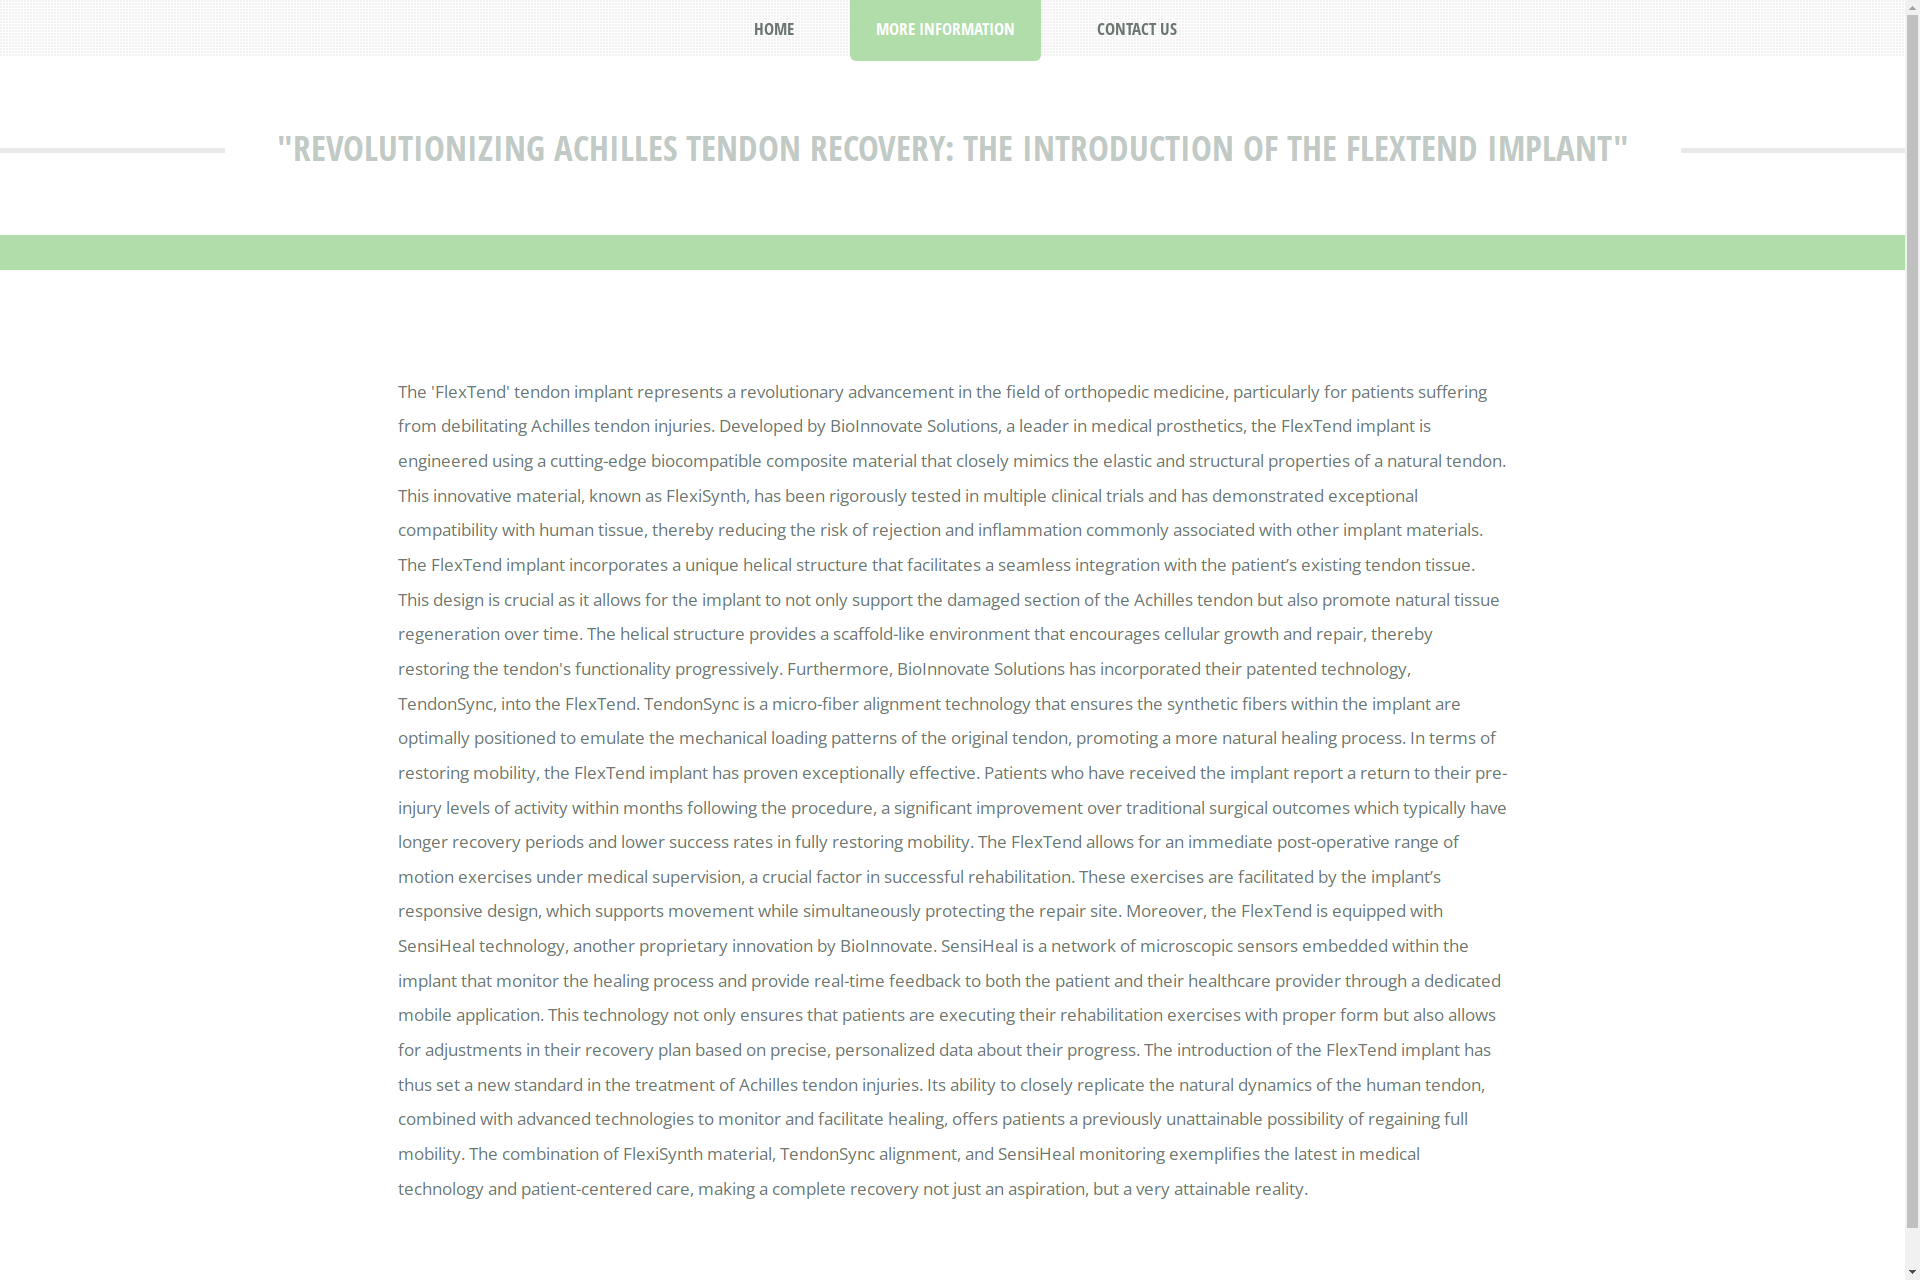 HOME
MORE INFORMATION
CONTACT US
"REVOLUTIONIZING ACHILLES TENDON RECOVERY: THE INTRODUCTION OF THE FLEXTEND IMPLANT"
The 'FlexTend' tendon implant represents a revolutionary advancement in the field of orthopedic medicine, particularly for patients suffering
from debilitating Achilles tendon injuries. Developed by BioInnovate Solutions, a leader in medical prosthetics, the FlexTend implant is
engineered using a cutting-edge biocompatible composite material that closely mimics the elastic and structural properties of a natural tendon.
This innovative material, known as FlexiSynth, has been rigorously tested in multiple clinical trials and has demonstrated exceptional
compatibility with human tissue, thereby reducing the risk of rejection and inflammation commonly associated with other implant materials.
The FlexTend implant incorporates a unique helical structure that facilitates a seamless integration with the patient’s existing tendon tissue.
This design is crucial as it allows for the implant to not only support the damaged section of the Achilles tendon but also promote natural tissue
regeneration over time. The helical structure provides a scaffold-like environment that encourages cellular growth and repair, thereby
restoring the tendon's functionality progressively. Furthermore, BioInnovate Solutions has incorporated their patented technology,
TendonSync, into the FlexTend. TendonSync is a micro-fiber alignment technology that ensures the synthetic fibers within the implant are
optimally positioned to emulate the mechanical loading patterns of the original tendon, promoting a more natural healing process. In terms of
restoring mobility, the FlexTend implant has proven exceptionally effective. Patients who have received the implant report a return to their pre-
injury levels of activity within months following the procedure, a significant improvement over traditional surgical outcomes which typically have
longer recovery periods and lower success rates in fully restoring mobility. The FlexTend allows for an immediate post-operative range of
motion exercises under medical supervision, a crucial factor in successful rehabilitation. These exercises are facilitated by the implant’s
responsive design, which supports movement while simultaneously protecting the repair site. Moreover, the FlexTend is equipped with
SensiHeal technology, another proprietary innovation by BioInnovate. SensiHeal is a network of microscopic sensors embedded within the
implant that monitor the healing process and provide real-time feedback to both the patient and their healthcare provider through a dedicated
mobile application. This technology not only ensures that patients are executing their rehabilitation exercises with proper form but also allows
for adjustments in their recovery plan based on precise, personalized data about their progress. The introduction of the FlexTend implant has
thus set a new standard in the treatment of Achilles tendon injuries. Its ability to closely replicate the natural dynamics of the human tendon,
combined with advanced technologies to monitor and facilitate healing, offers patients a previously unattainable possibility of regaining full
mobility. The combination of FlexiSynth material, TendonSync alignment, and SensiHeal monitoring exemplifies the latest in medical
technology and patient-centered care, making a complete recovery not just an aspiration, but a very attainable reality.